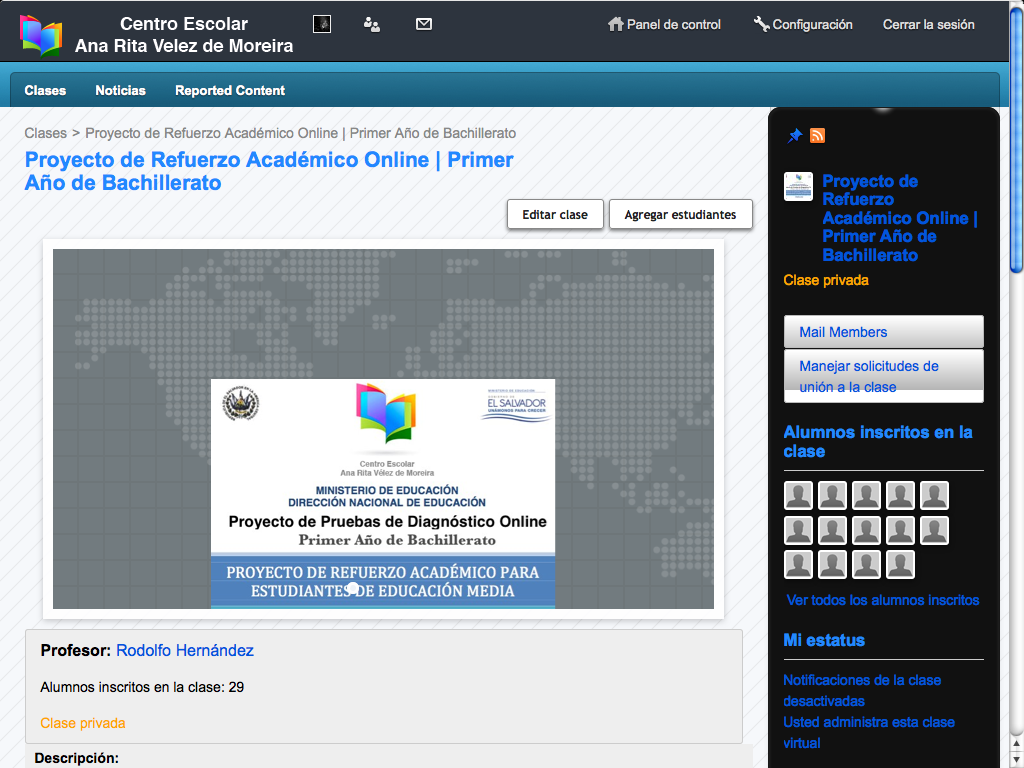 Centro Escolar
Ana Rita Velez de Moreira
Panel de control
Configuración
Cerrar la sesión
Clases
Noticias
Reported Content
Clases > Proyecto de Refuerzo Académico Online | Primer Año de Bachillerato
Proyecto de Refuerzo Académico Online | Primer
Año de Bachillerato
Editar clase
Agregar estudiantes
EL SALVADOR
UNÁMONOS PARA CRECER
Centro Escolar
Ana Rita Vélez de Moreira
MINISTERIO DE EDUCACIÓN
DIRECCIÓN NACIONAL DE EDUCACIÓN
Proyecto de Pruebas de Diagnóstico Online
Primer Año de Bachillerato
PROYECTO DE REFUERZO ACADÉMICO PARA
ESTUDIANTES DE EDUCACIÓN MEDIA
Profesor: Rodolfo Hernández
Alumnos inscritos en la clase: 29
Clase privada
Descripción:
Proyecto de
Refuerzo
Académico Online |
Primer Año de
Bachillerato
Clase privada
Mail Members
Manejar solicitudes de
unión a la clase
Alumnos inscritos en la
clase
Ver todos los alumnos inscritos
Mi estatus
Notificaciones de la clase
desactivadas
Usted administra esta clase
virtual